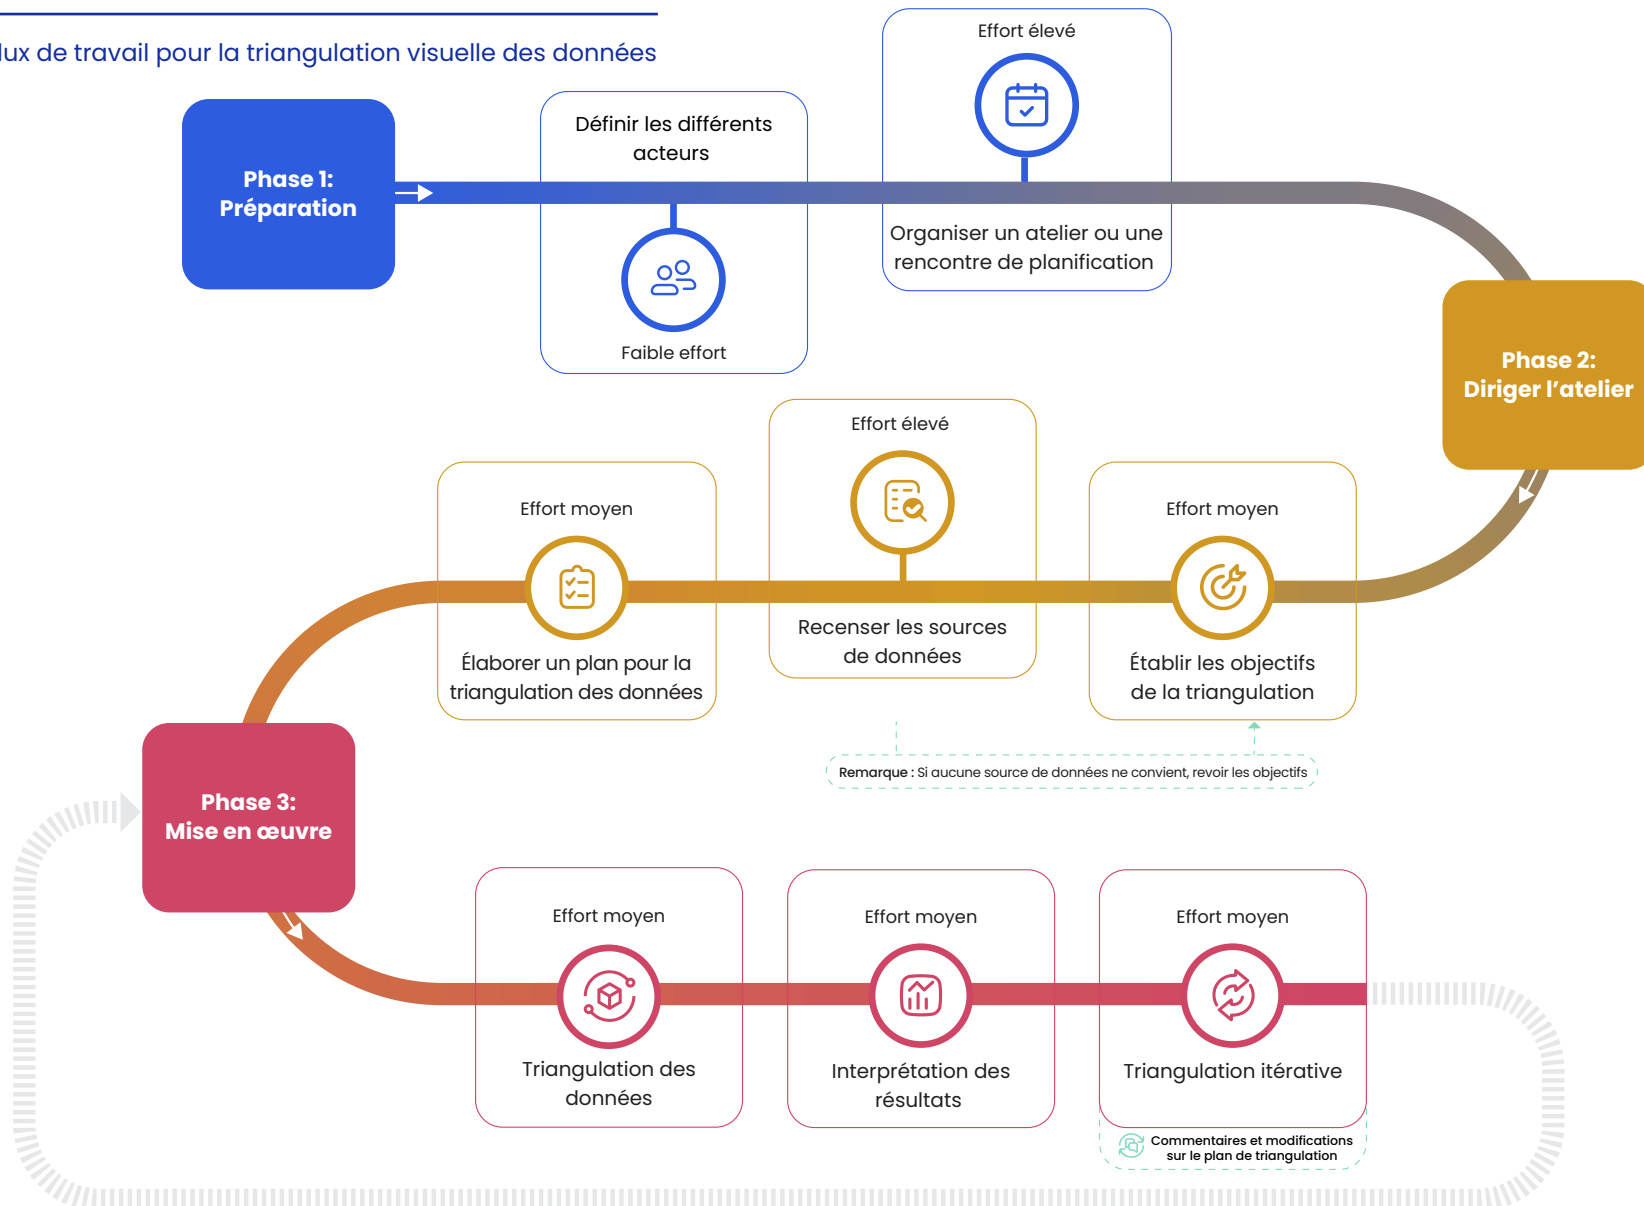 lux de travail pour la triangulation visuelle des données
Phase 1:
Préparation
Définir les différents
acteurs
Faible effort
Effort élevé
Organiser un atelier ou une
rencontre de planification
Phase 2:
Diriger l’atelier
Effort moyen
Établir les objectifs
de la triangulation
Effort élevé
Recenser les sources
de données
Effort moyen
Élaborer un plan pour la
triangulation des données
Remarque : Si aucune source de données ne convient, revoir les objectifs
Phase 3:
Mise en œuvre
Effort moyen
Triangulation des
données
Effort moyen
Interprétation des
résultats
Effort moyen
Triangulation itérative
Commentaires et modifications
sur le plan de triangulation